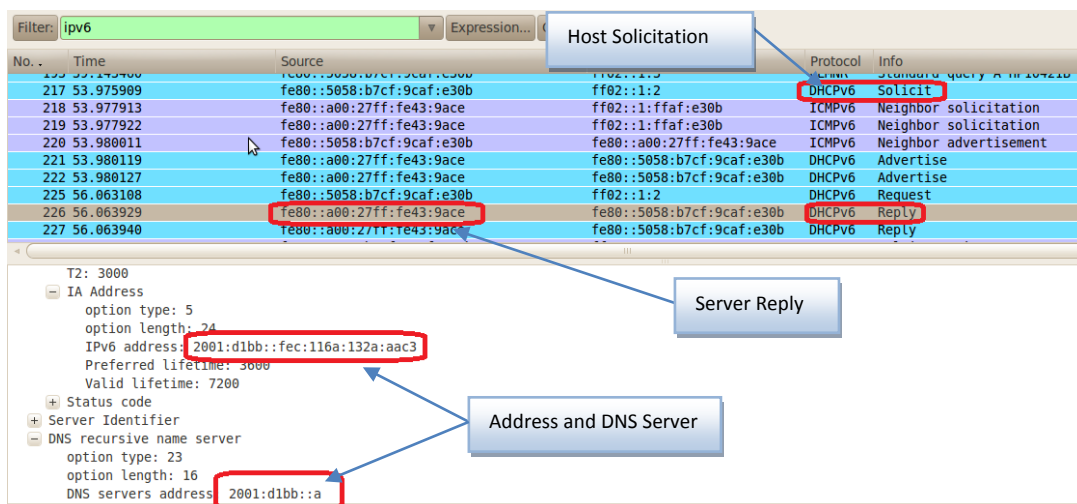 Filter: ipv6 Expression...
Host Solicitation
No. . Time Source Protocol Info
217 53.975909 fe80::5058:b7cf:9caf:e30b ff02::1:2 DHCPv6 Solicit
218 53.977913 fe80::a00:27ff:fe43:9ace ff02::1:ffaf:e30b ICMPv6 Neighbor solicitation
219 53.977922 fe80::a00:27ff:fe43:9ace ff02::1:ffaf:e30b ICMPv6 Neighbor solicitation
220 53.980011 fe80::5058:b7cf:9caf:e30b fe80::a00:27ff:fe43:9ace ICMPv6 Neighbor advertisement
221 53.980119 fe80::a00:27ff:fe43:9ace fe80::5058:b7cf:9caf:e30b DHCPv6 Advertise
222 53.980127 fe80::a00:27ff:fe43:9ace fe80::5058:b7cf:9caf:e30b DHCPv6 Advertise
225 56.063108 fe80::5058:b7cf:9caf:e30b ff02::1:2 DHCPv6 Request
226 56.063929 fe80::a00:27ff:fe43:9ace fe80::5058:b7cf:9caf:e30b DHCPv6 Reply
227 56.063940 fe80::a00:27ff:fe43:9ace fe80::5058:b7cf:9caf:e30b DHCPv6 Reply
T2: 3000
IA Address
option type: 5
option length: 24
IPv6 address: 2001:d1bb::fec:116a:132a:aac3
Preferred lifetime: 3600
Valid lifetime: 7200
Status code
Server Identifier
DNS recursive name server
option type: 23
option length: 16
DNS servers address 2001:d1bb::a
Server Reply
Address and DNS Server